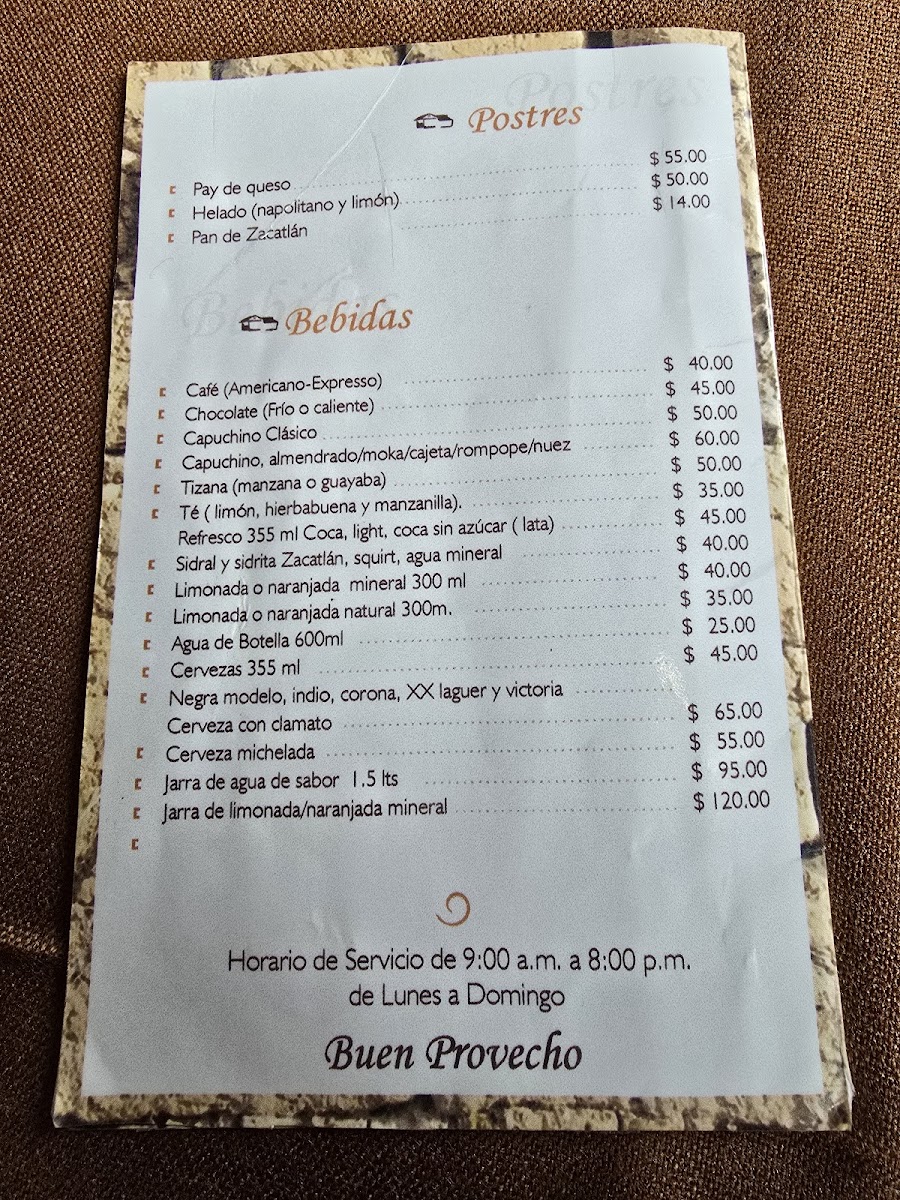 Postres
Postres
Pay de queso $ 55.00
Helado (napolitano y limón) $ 50.00
Pan de Zacatlán $ 14.00
Bebidas
Bebidas
Café (Americano-Expresso) $ 40.00
Chocolate (Frío o caliente) $ 45.00
Capuchino Clásico $ 50.00
Capuchino, almendrado/moka/cajeta/rompope/nuez $ 60.00
Tizana (manzana o guayaba) $ 50.00
Té ( limón, hierbabuena y manzanilla). $ 35.00
Refresco 355 ml Coca, light, coca sin azúcar ( lata) $ 45.00
Sidral y sidrita Zacatlán, squirt, agua mineral $ 40.00
Limonada o naranjada mineral 300 ml $ 40.00
Limonada o naranjada natural 300m. $ 35.00
Agua de Botella 600ml $ 25.00
Cervezas 355 ml $ 45.00
Negra modelo, indio, corona, XX laguer y victoria
Cerveza con clamato $ 65.00
Cerveza michelada $ 55.00
Jarra de agua de sabor 1.5 lts $ 95.00
Jarra de limonada/naranjada mineral $ 120.00
Horario de Servicio de 9:00 a.m. a 8:00 p.m.
de Lunes a Domingo
Buen Provecho